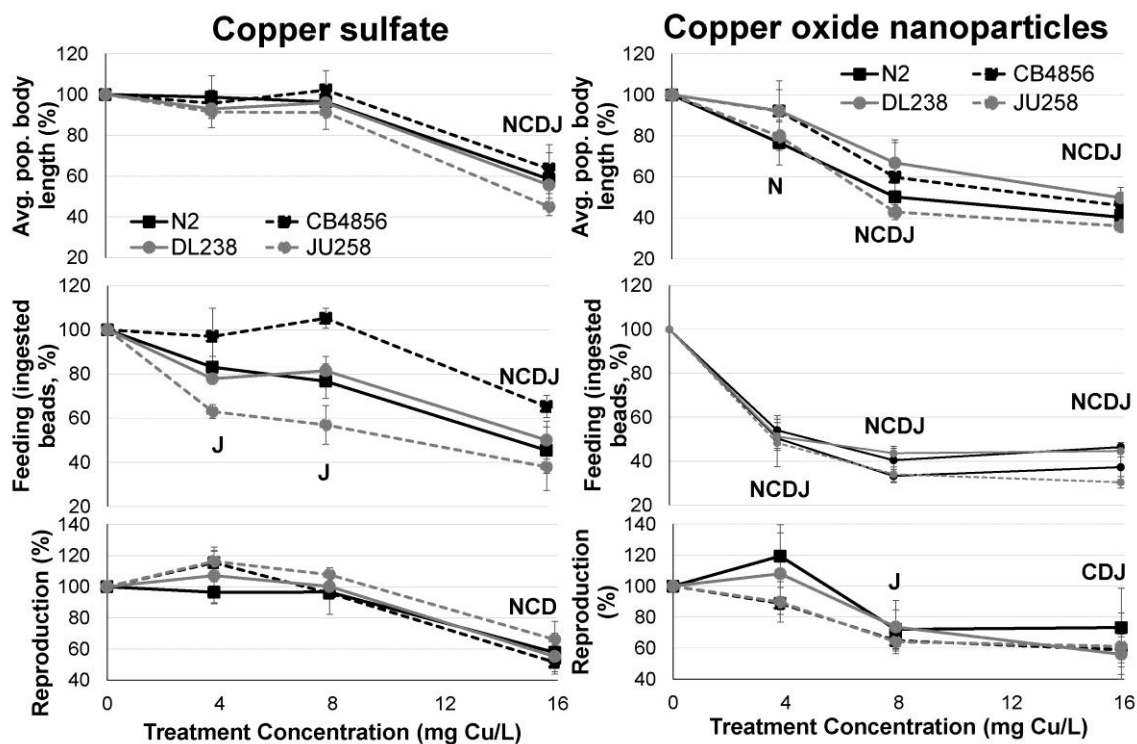 Copper sulfate
Avg. pop. body
length (%)
120
100
80
60
40
20
NCDJ
N2
CB4856
DL238
JU258
Feeding (ingested
beads, %)
120
100
80
60
40
20
J
J
NCDJ
Reproduction (%)
140
120
100
80
60
40
NCD
0
4
8
12
16
Treatment Concentration (mg Cu/L)
Copper oxide nanoparticles
Avg. pop. body
length (%)
120
100
80
60
40
20
N2
CB4856
DL238
JU258
N
NCDJ
NCDJ
Feeding (ingested
beads, %)
120
100
80
60
40
20
NCDJ
NCDJ
NCDJ
Reproduction
(%)
140
120
100
80
60
40
J
CDJ
0
4
8
12
16
Treatment Concentration (mg Cu/L)